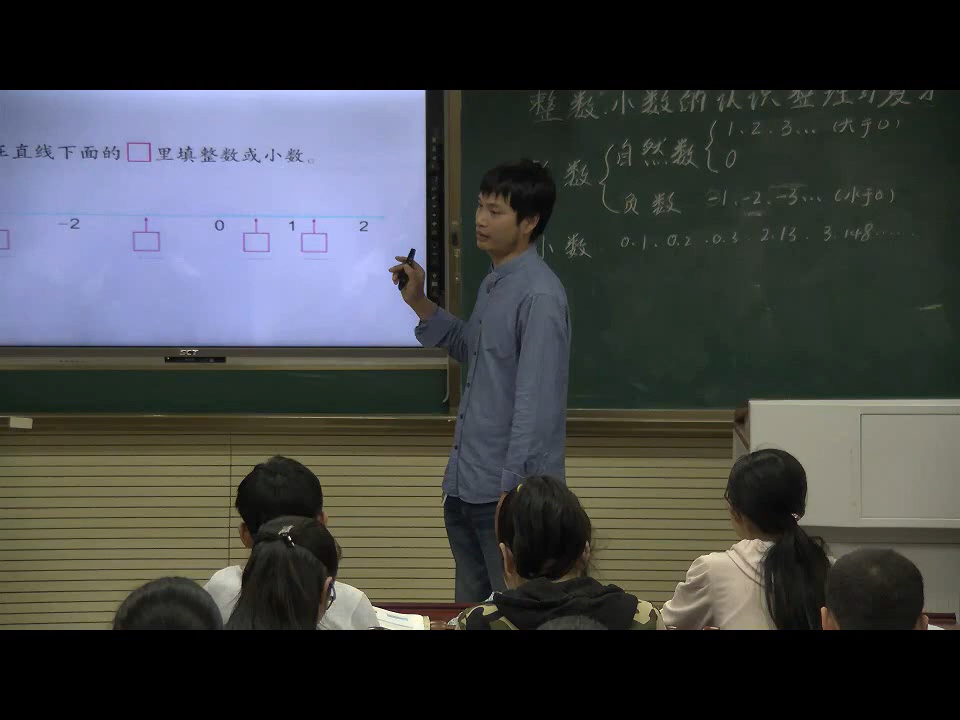 在直线下面的□里填整数或小数。
-2 0 1 2
SCT
整数.小数的认识整理与复习
整数 自然数 1.2.3... (大于0)
0
负数 -1.-2.-3... (小于0)
小数 0.1.0.2.0.3.2.13.3.148......